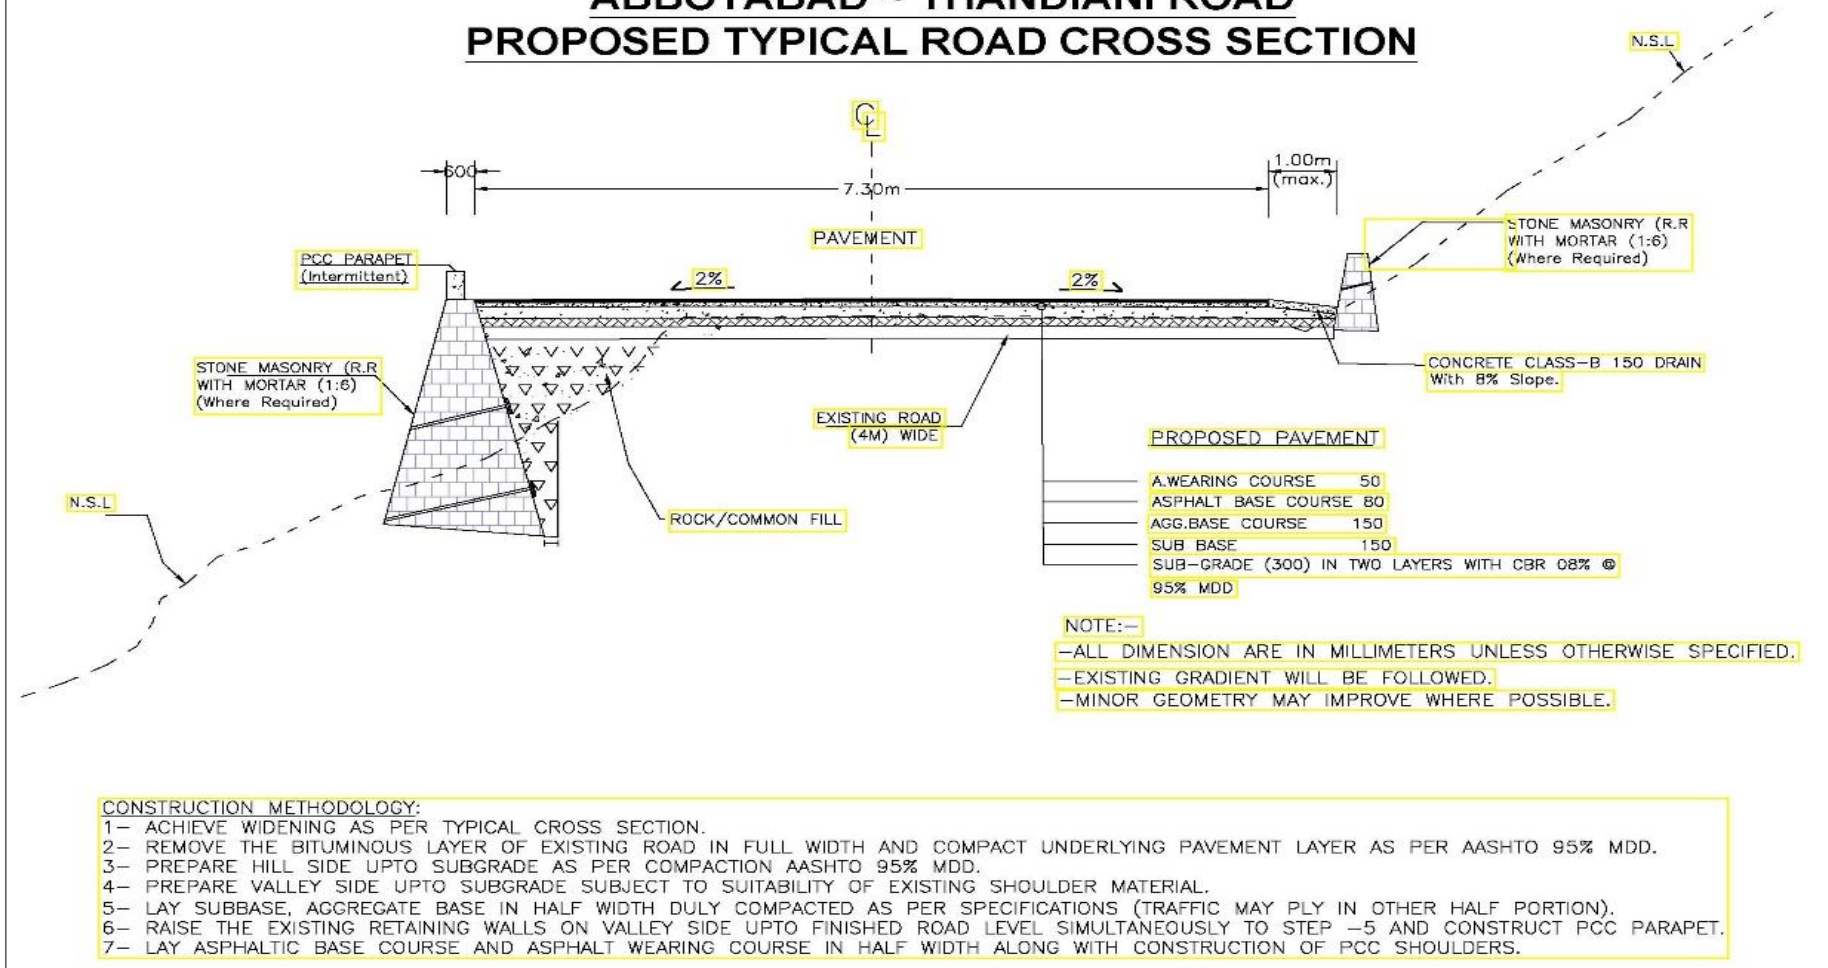 ABBOTABAD - THANDIANI ROAD
PROPOSED TYPICAL ROAD CROSS SECTION
N.S.L
CL
600
7.30m
1.00m
(max.)
PAVEMENT
STONE MASONRY (R.R
WITH MORTAR (1:6)
(Where Required)
PCC PARAPET
(Intermittent)
2%
2%
STONE MASONRY (R.R
WITH MORTAR (1:6)
(Where Required)
CONCRETE CLASS-B 150 DRAIN
With 8% Slope.
EXISTING ROAD
(4M) WIDE
PROPOSED PAVEMENT
A.WEARING COURSE 50
ASPHALT BASE COURSE 80
AGG.BASE COURSE 150
SUB BASE 150
SUB-GRADE (300) IN TWO LAYERS WITH CBR 08% @
95% MDD
N.S.L
ROCK/COMMON FILL
NOTE:-
-ALL DIMENSION ARE IN MILLIMETERS UNLESS OTHERWISE SPECIFIED.
-EXISTING GRADIENT WILL BE FOLLOWED.
-MINOR GEOMETRY MAY IMPROVE WHERE POSSIBLE.
CONSTRUCTION METHODOLOGY:
1- ACHIEVE WIDENING AS PER TYPICAL CROSS SECTION.
2- REMOVE THE BITUMINOUS LAYER OF EXISTING ROAD IN FULL WIDTH AND COMPACT UNDERLYING PAVEMENT LAYER AS PER AASHTO 95% MDD.
3- PREPARE HILL SIDE UPTO SUBGRADE AS PER COMPACTION AASHTO 95% MDD.
4- PREPARE VALLEY SIDE UPTO SUBGRADE SUBJECT TO SUITABILITY OF EXISTING SHOULDER MATERIAL.
5- LAY SUBBASE, AGGREGATE BASE IN HALF WIDTH DULY COMPACTED AS PER SPECIFICATIONS (TRAFFIC MAY PLY IN OTHER HALF PORTION).
6- RAISE THE EXISTING RETAINING WALLS ON VALLEY SIDE UPTO FINISHED ROAD LEVEL SIMULTANEOUSLY TO STEP -5 AND CONSTRUCT PCC PARAPET.
7- LAY ASPHALTIC BASE COURSE AND ASPHALT WEARING COURSE IN HALF WIDTH ALONG WITH CONSTRUCTION OF PCC SHOULDERS.